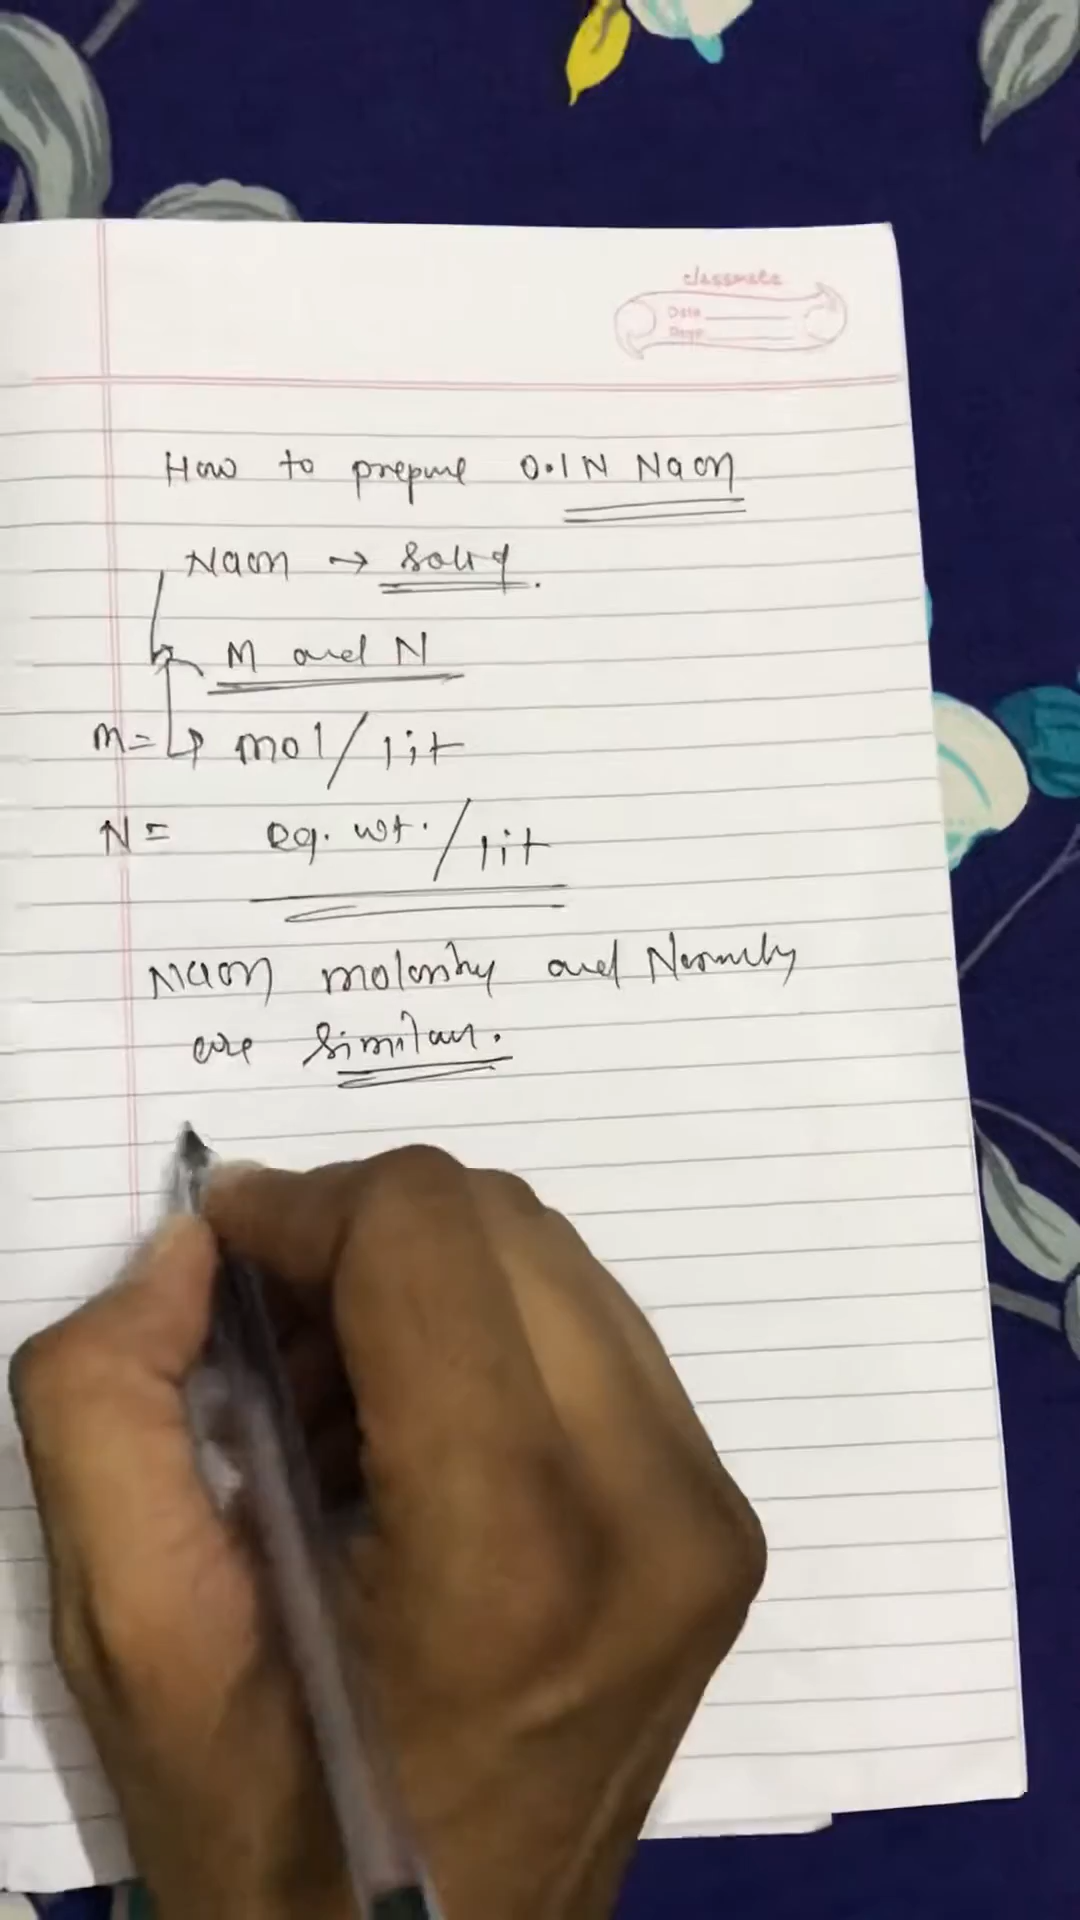 classmate
Date
Page
How to prepare 0.1N NaOH
NaOH → Solid.
M and N
M = mol/lit
N = eq. wt./lit
NaOH molarity and Normality
are similar.